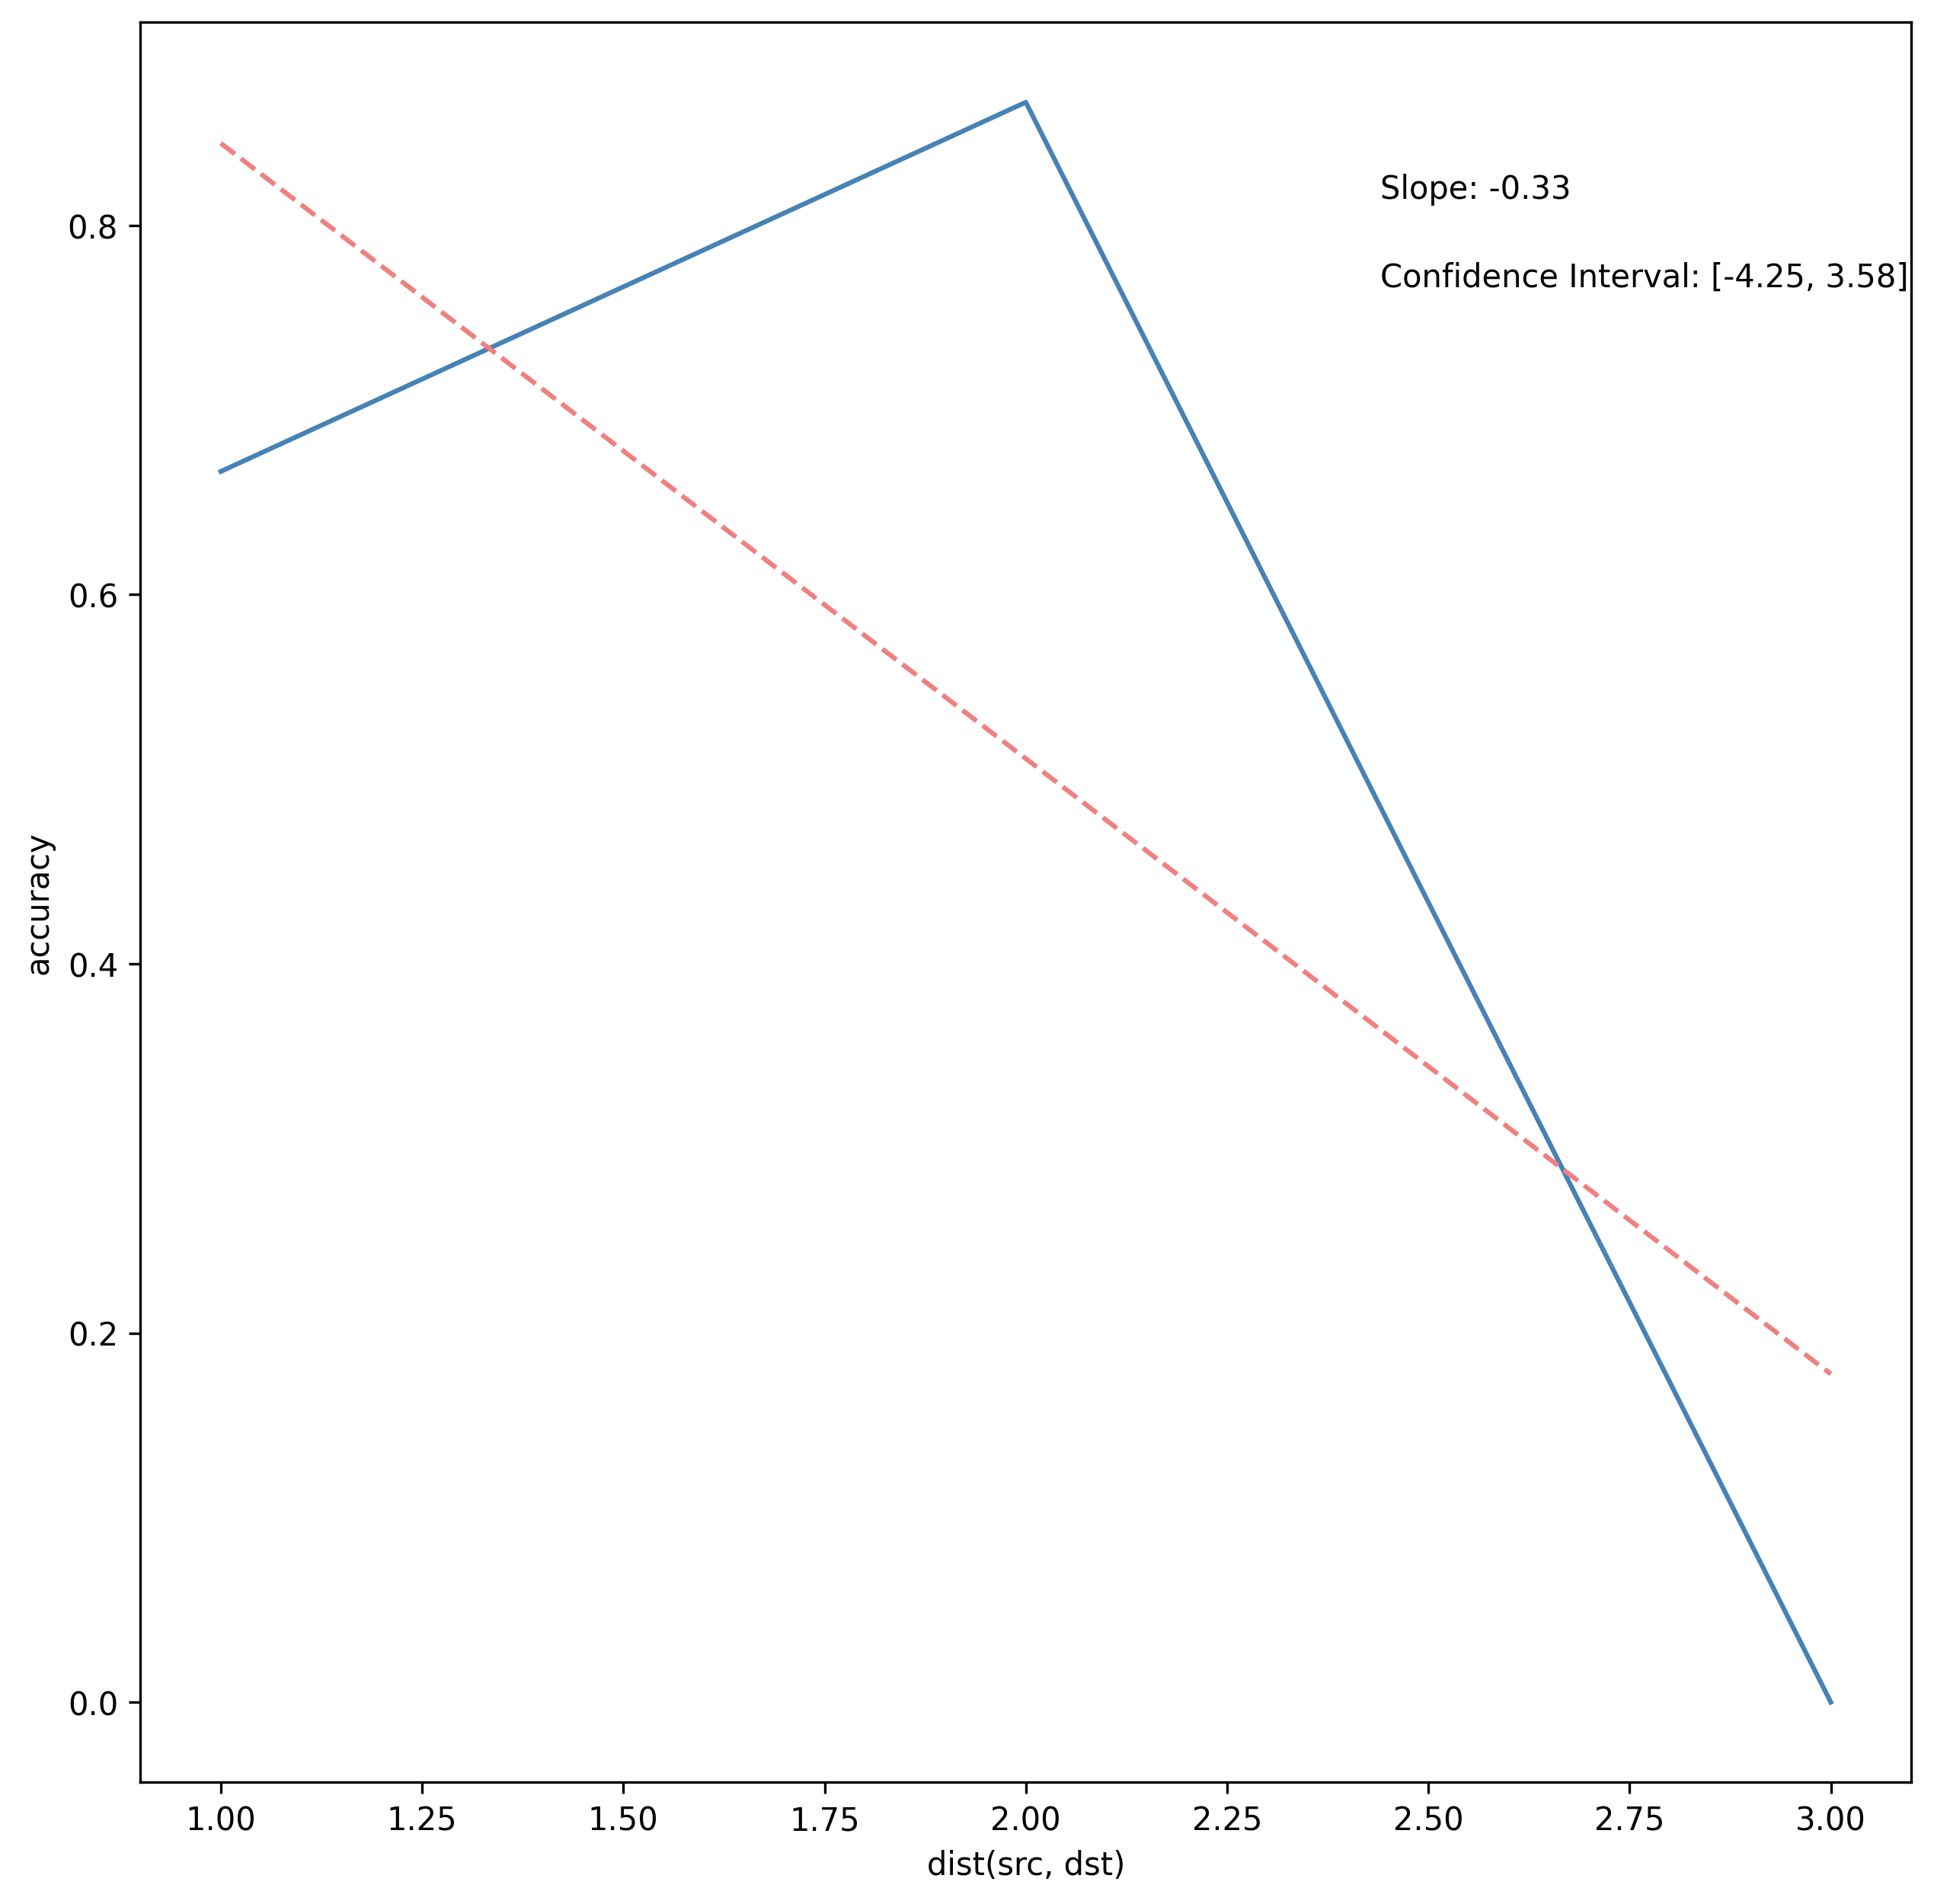 Slope: -0.33
Confidence Interval: [-4.25, 3.58]
0.8
0.6
0.4
0.2
0.0
accuracy
1.00 1.25 1.50 1.75 2.00 2.25 2.50 2.75 3.00
dist(src, dst)